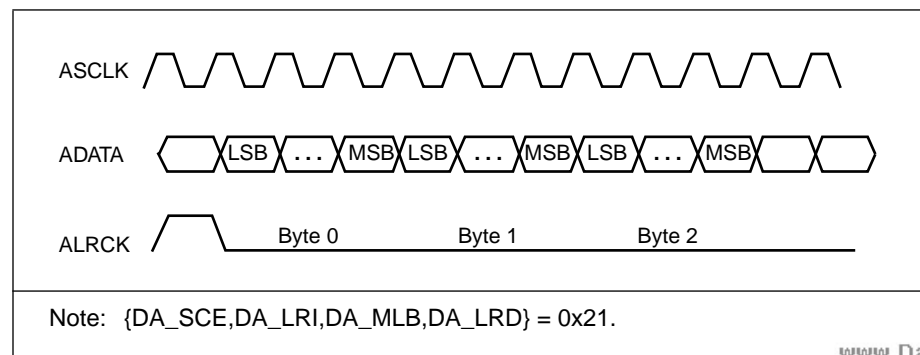 ASCLK
ADATA LSB ... MSB LSB ... MSB LSB ... MSB
ALRCK Byte 0 Byte 1 Byte 2
Note: {DA_SCE,DA_LRI,DA_MLB,DA_LRD} = 0x21.